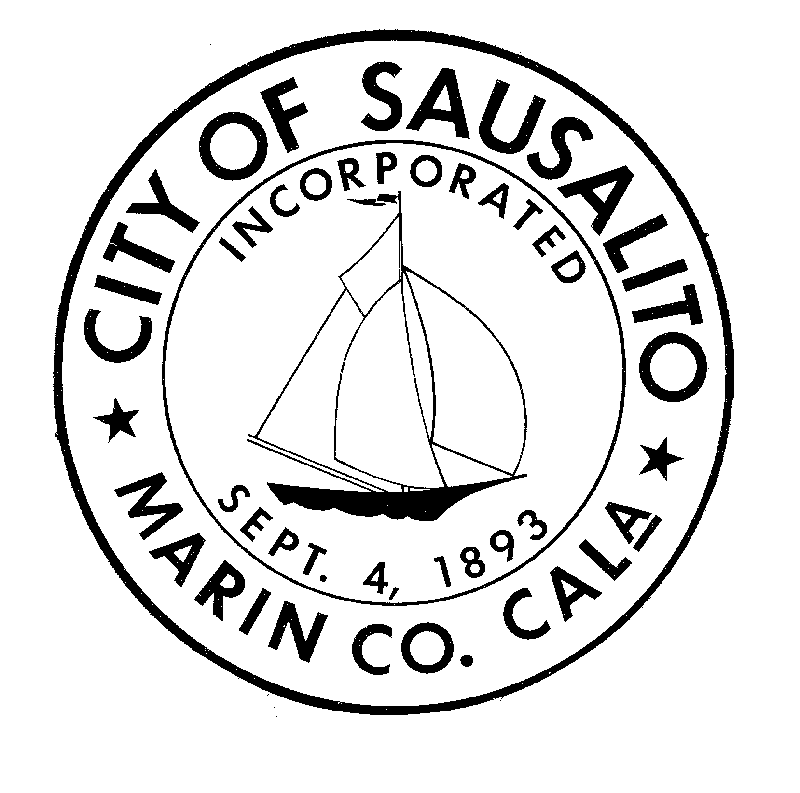 CITY OF SAUSALITO
INCORPORATED
SEPT. 4, 1893
MARIN CO. CALA